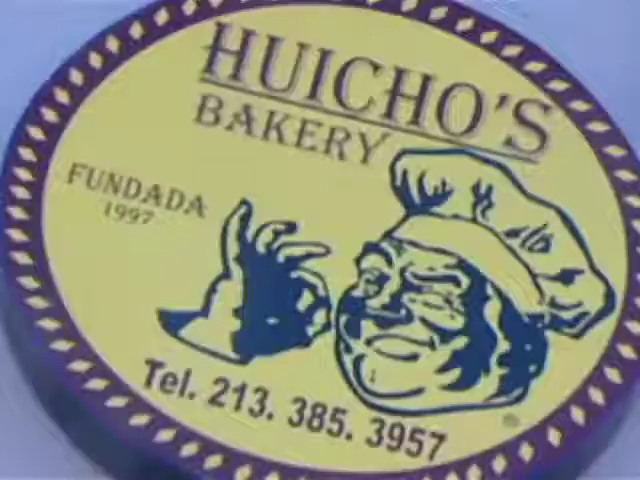 HUICHO'S
BAKERY
FUNDADA
1997
Tel. 213. 385. 3957